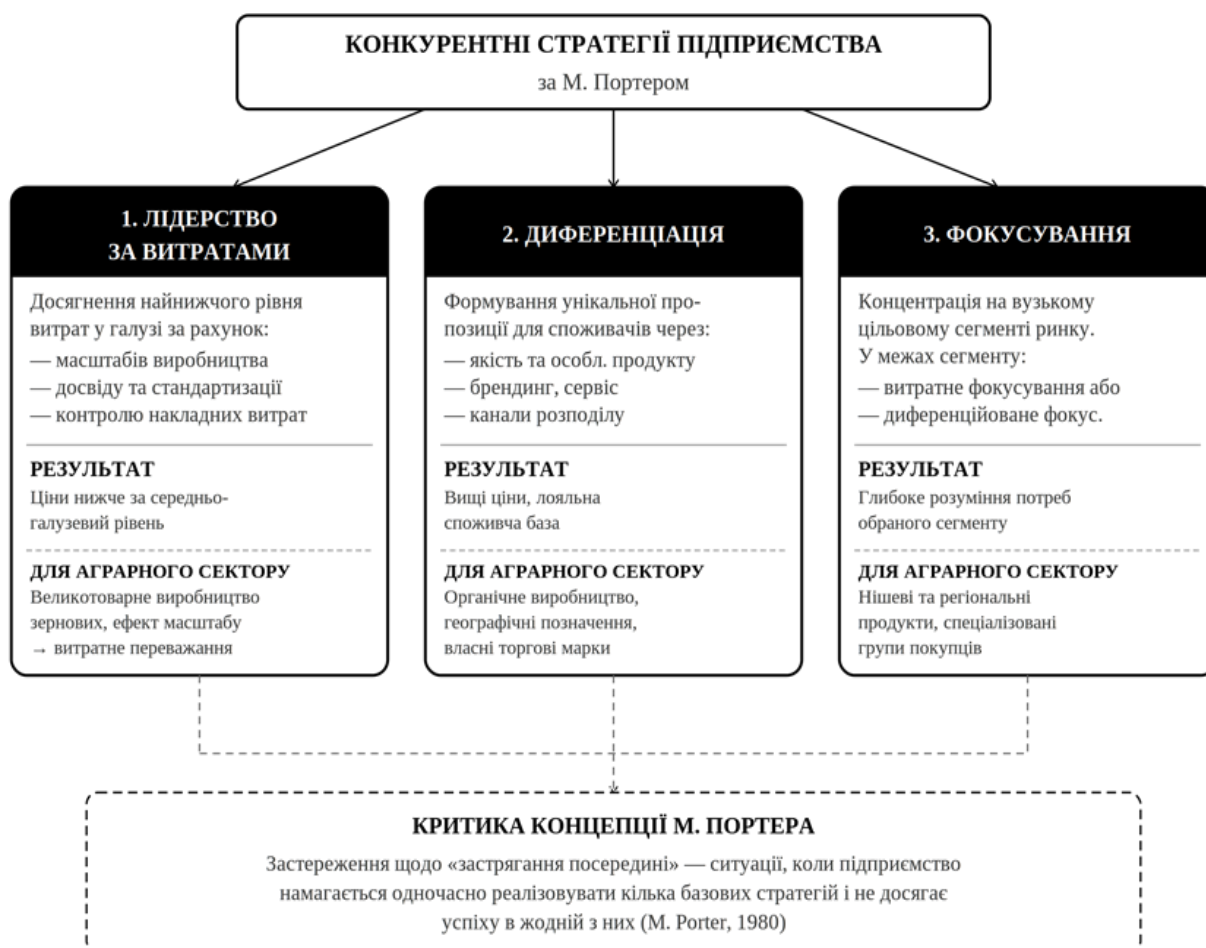 КОНКУРЕНТНІ СТРАТЕГІЇ ПІДПРИЄМСТВА
за М. Портером
1. ЛІДЕРСТВО
ЗА ВИТРАТАМИ
Досягнення найнижчого рівня
витрат у галузі за рахунок:
— масштабів виробництва
— досвіду та стандартизації
— контролю накладних витрат
РЕЗУЛЬТАТ
Ціни нижче за середньо-
галузевий рівень
ДЛЯ АГРАРНОГО СЕКТОРУ
Великотоварне виробництво
зернових, ефект масштабу
→ витратне переважання
2. ДИФЕРЕНЦІАЦІЯ
Формування унікальної про-
позиції для споживачів через:
— якість та особл. продукту
— брендинг, сервіс
— канали розподілу
РЕЗУЛЬТАТ
Вищі ціни, лояльна
споживча база
ДЛЯ АГРАРНОГО СЕКТОРУ
Органічне виробництво,
географічні позначення,
власні торгові марки
3. ФОКУСУВАННЯ
Концентрація на вузькому
цільовому сегменті ринку.
У межах сегменту:
— витратне фокусування або
— диференційоване фокус.
РЕЗУЛЬТАТ
Глибоке розуміння потреб
обраного сегменту
ДЛЯ АГРАРНОГО СЕКТОРУ
Нішеві та регіональні
продукти, спеціалізовані
групи покупців
КРИТИКА КОНЦЕПЦІЇ М. ПОРТЕРА
Застереження щодо «застрягання посередині» — ситуації, коли підприємство
намагається одночасно реалізовувати кілька базових стратегій і не досягає
успіху в жодній з них (M. Porter, 1980)